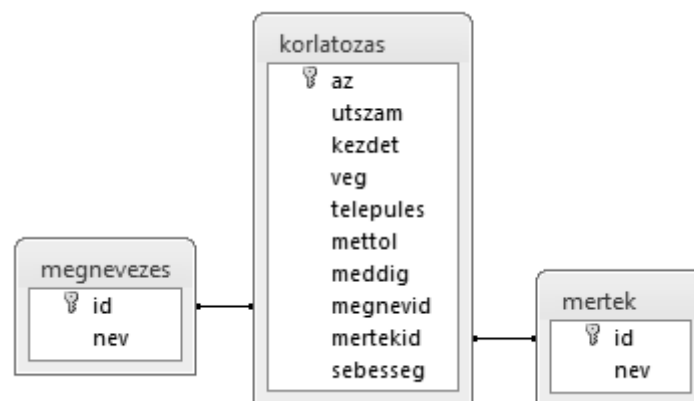 korlatozas
az
utszam
kezdet
veg
telepules
mettol
meddig
megnevid
mertekid
sebesseg
megnevezes
id
nev
mertek
id
nev